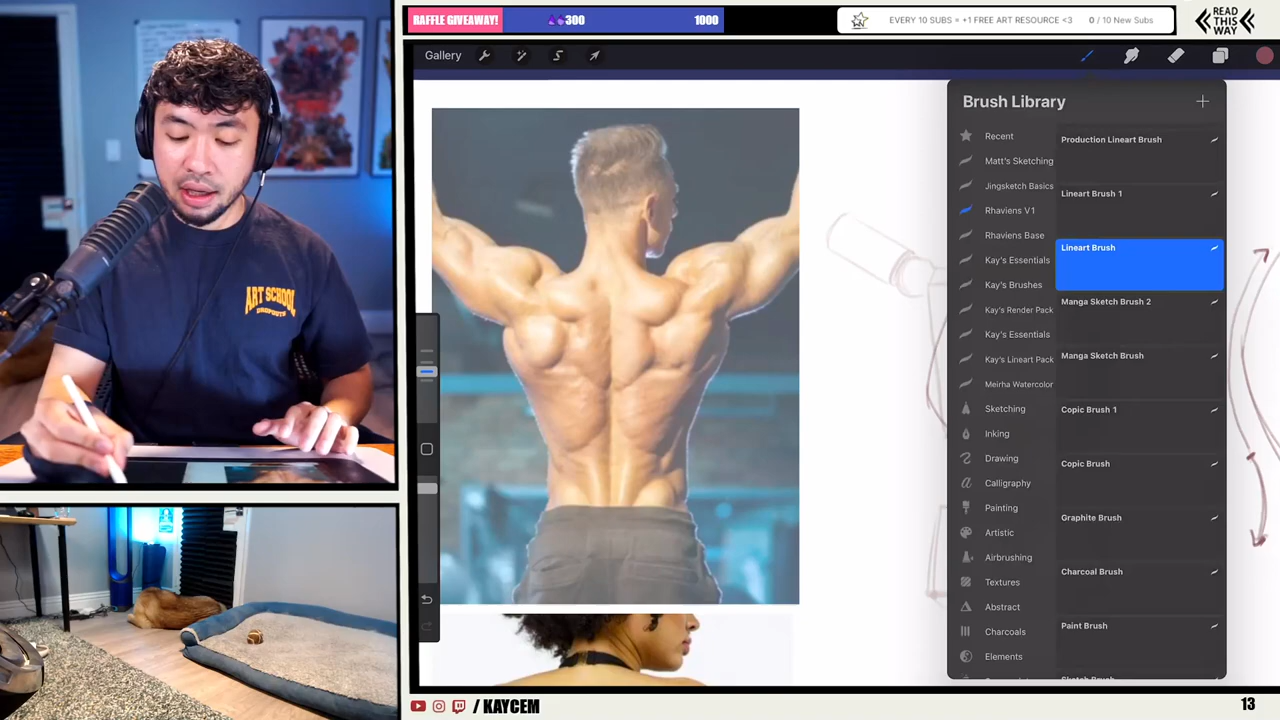 RAFFLE GIVEAWAY!
300
1000
EVERY 10 SUBS = +1 FREE ART RESOURCE <3
0 / 10 New Subs
READ
THIS
WAY
Gallery
Brush Library
Recent
Matt's Sketching
Jingsketch Basics
Rhaviens V1
Rhaviens Base
Kay's Essentials
Kay's Brushes
Kay's Render Pack
Kay's Essentials
Kay's Lineart Pack
Meirha Watercolor
Sketching
Inking
Drawing
Calligraphy
Painting
Artistic
Airbrushing
Textures
Abstract
Charcoals
Elements
Production Lineart Brush
Lineart Brush 1
Lineart Brush
Manga Sketch Brush 2
Manga Sketch Brush
Copic Brush 1
Copic Brush
Graphite Brush
Charcoal Brush
Paint Brush
ART SCHOOL
DROPOUTS
/ KAYCEM
13